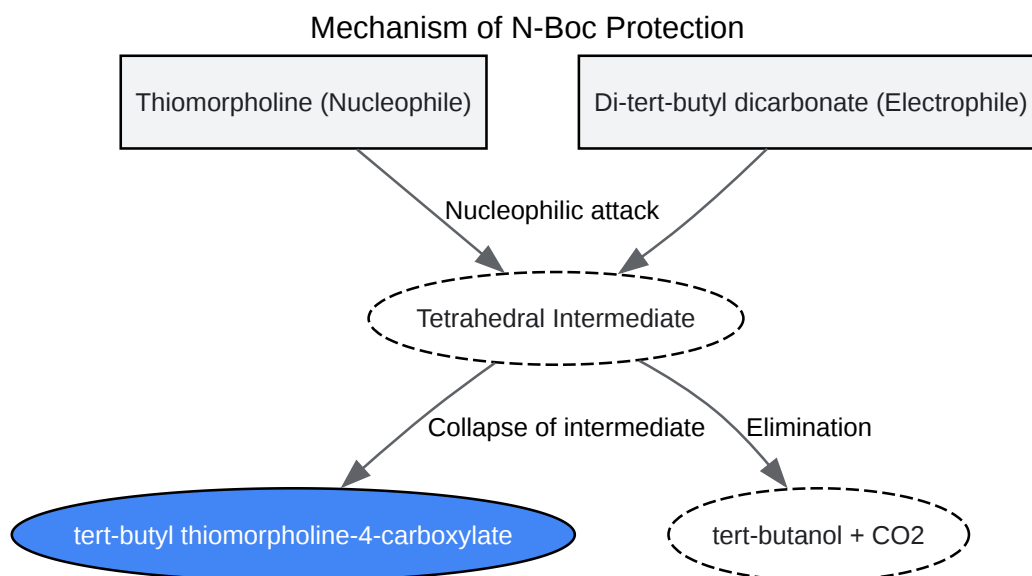 Mechanism of N-Boc Protection
Thiomorpholine (Nucleophile)
Di-tert-butyl dicarbonate (Electrophile)
Nucleophilic attack
Tetrahedral Intermediate
Collapse of intermediate
Elimination
tert-butyl thiomorpholine-4-carboxylate
tert-butanol + CO2